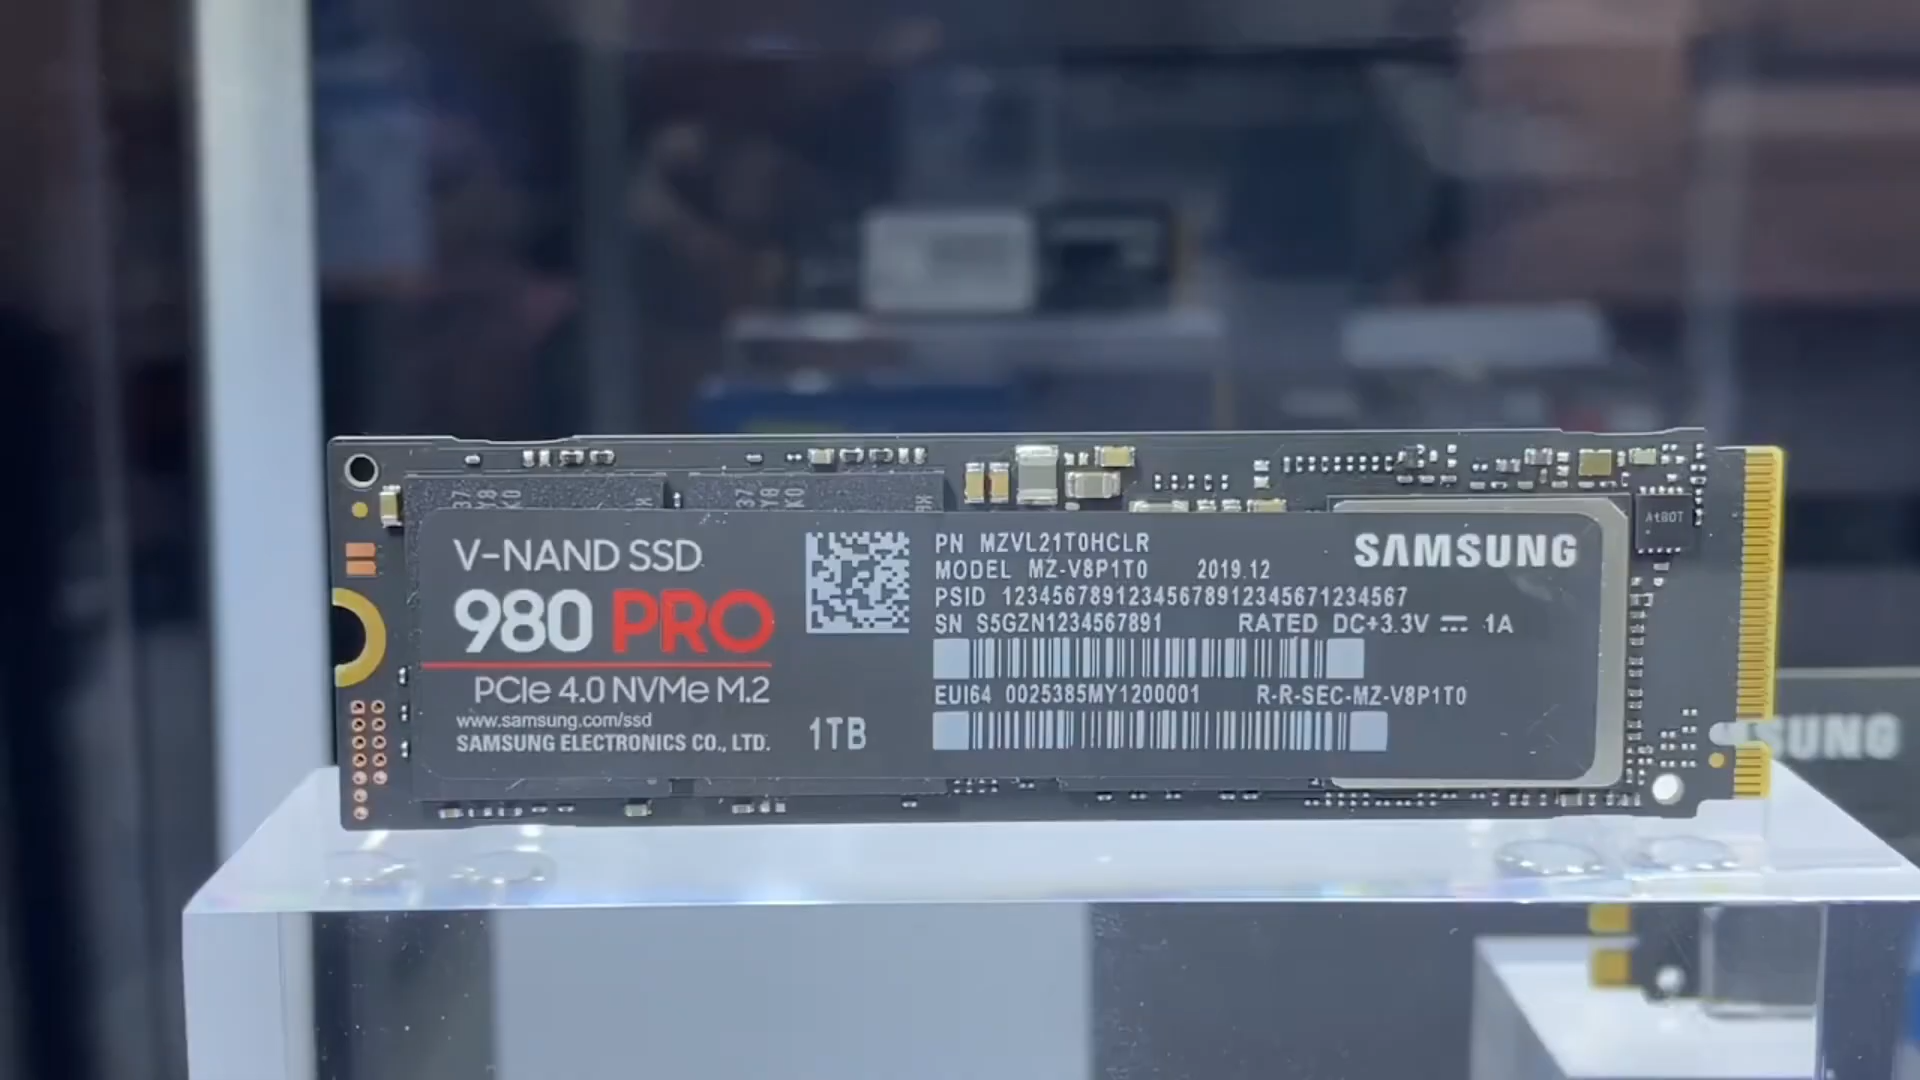 V-NAND SSD
980 PRO
PCIe 4.0 NVMe M.2
www.samsung.com/ssd
SAMSUNG ELECTRONICS CO., LTD.
1TB
PN MZVL21T0HCLR
MODEL MZ-V8P1T0 2019.12
PSID 12345678912345678912345671234567
SN S5GZN1234567891 RATED DC+3.3V ⎓ 1A
EUI64 0025385MY1200001 R-R-SEC-MZ-V8P1T0
SAMSUNG
At80T
SUNG